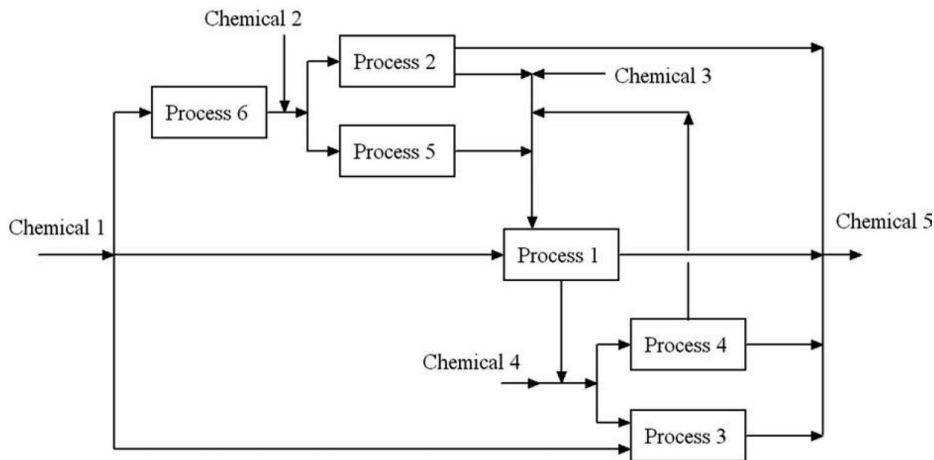 Chemical 2
Process 2
Chemical 3
Process 6
Process 5
Chemical 1
Chemical 5
Process 1
Process 4
Chemical 4
Process 3